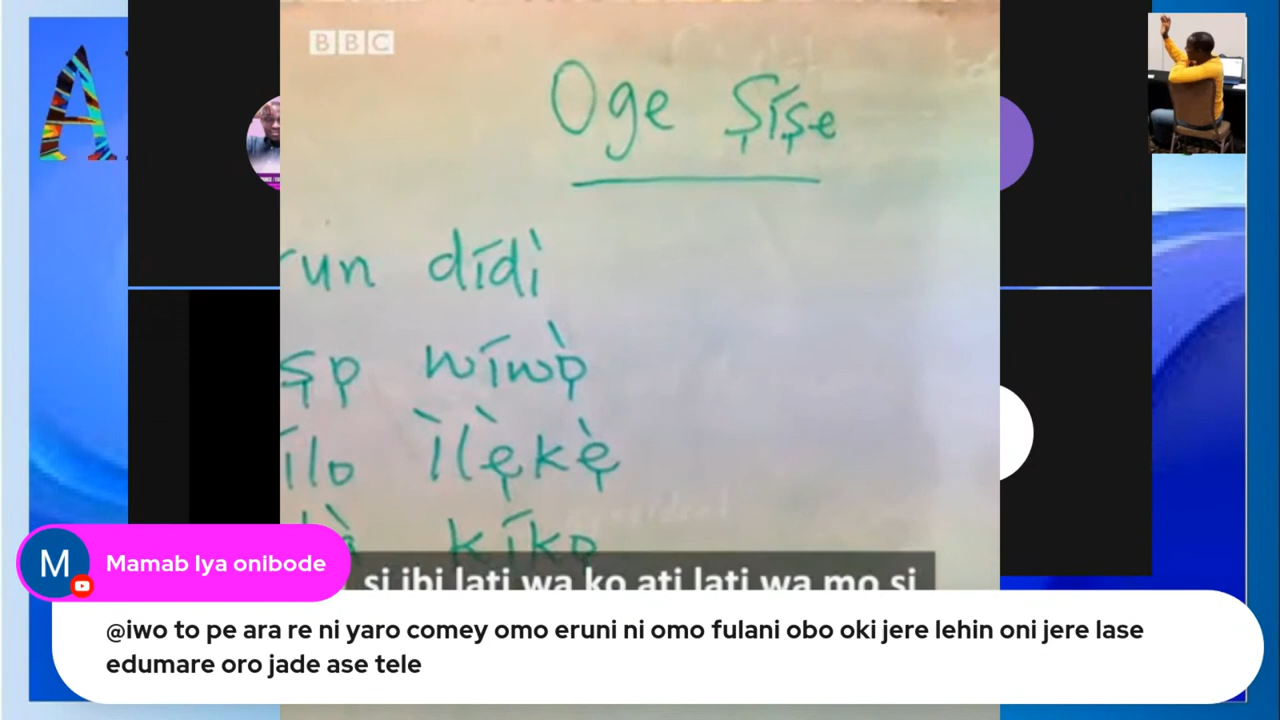 A
BBC
Oge Ṣíṣe
run dídì
ṣọ wíwọ̀
ílo ìlẹ̀kẹ̀
là kíkọ
si ibi lati wa ko ati lati wa mo si
M
Mamab Iya onibode
@iwo to pe ara re ni yaro comey omo eruni ni omo fulani obo oki jere lehin oni jere lase
edumare oro jade ase tele